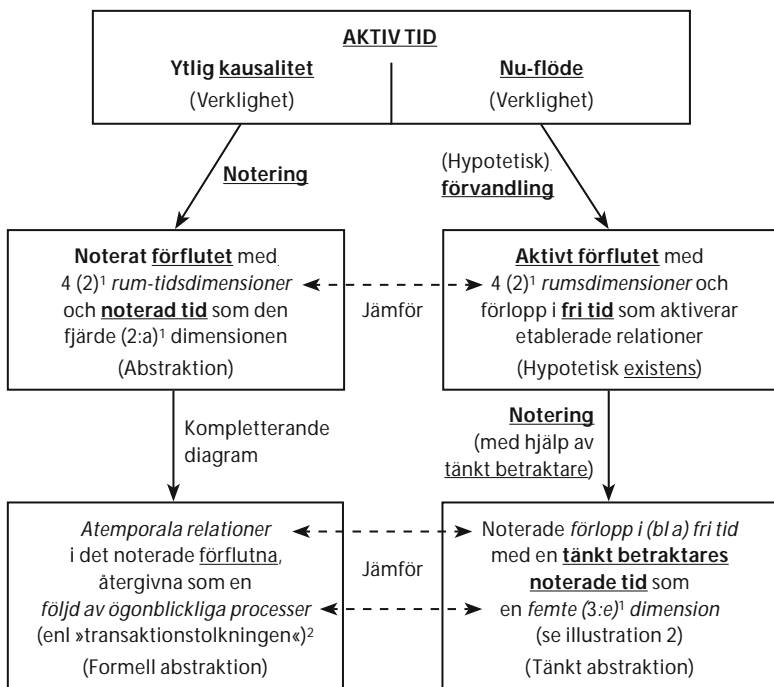 AKTIV TID
Ytlig kausalitet
(Verklighet)
Nu-flöde
(Verklighet)
Notering
(Hypotetisk)
förvandling
Noterat förflutet med
4 (2)¹ rum-tidsdimensioner
och noterad tid som den
fjärde (2:a)¹ dimensionen
(Abstraktion)
Jämför
Aktivt förflutet med
4 (2)¹ rumsdimensioner och
förlopp i fri tid som aktiverar
etablerade relationer
(Hypotetisk existens)
Kompletterande
diagram
Notering
(med hjälp av
tänkt betraktare)
Atemporala relationer
i det noterade förflutna,
återgivna som en
följd av ögonblickliga processer
(enl »transaktionstolkningen«)²
(Formell abstraktion)
Jämför
Noterade förlopp i (bl a) fri tid
med en tänkt betraktares
noterade tid som
en femte (3:e)¹ dimension
(se illustration 2)
(Tänkt abstraktion)